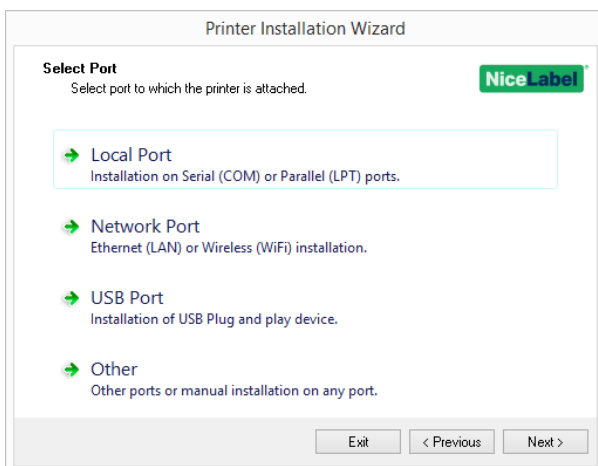 Printer Installation Wizard
Select Port
Select port to which the printer is attached.
NiceLabel
Local Port
Installation on Serial (COM) or Parallel (LPT) ports.
Network Port
Ethernet (LAN) or Wireless (WiFi) installation.
USB Port
Installation of USB Plug and play device.
Other
Other ports or manual installation on any port.
Exit
< Previous
Next >